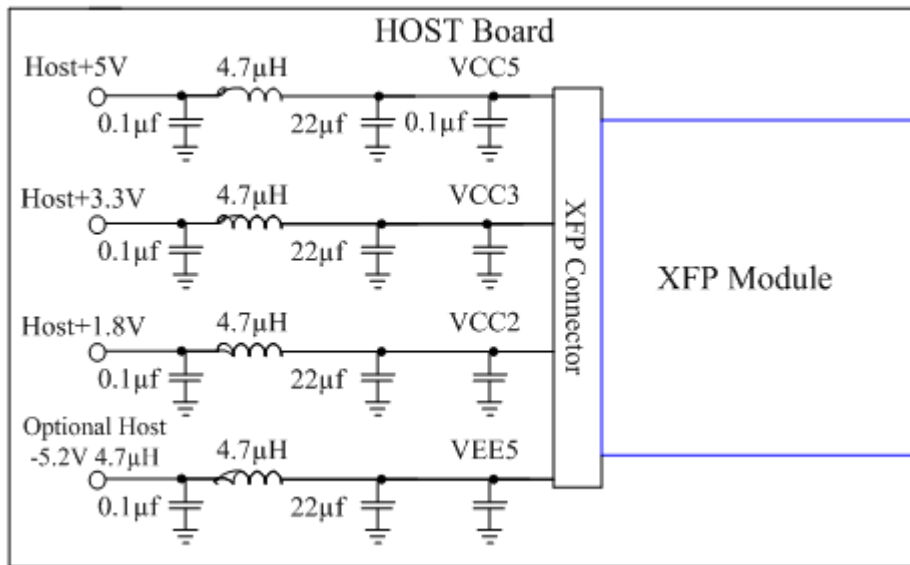 HOST Board
Host+5V
4.7µH
VCC5
0.1µf
22µf
0.1µf
Host+3.3V
4.7µH
VCC3
0.1µf
22µf
Host+1.8V
4.7µH
VCC2
0.1µf
22µf
Optional Host
-5.2V 4.7µH
4.7µH
VEE5
0.1µf
22µf
XFP Connector
XFP Module